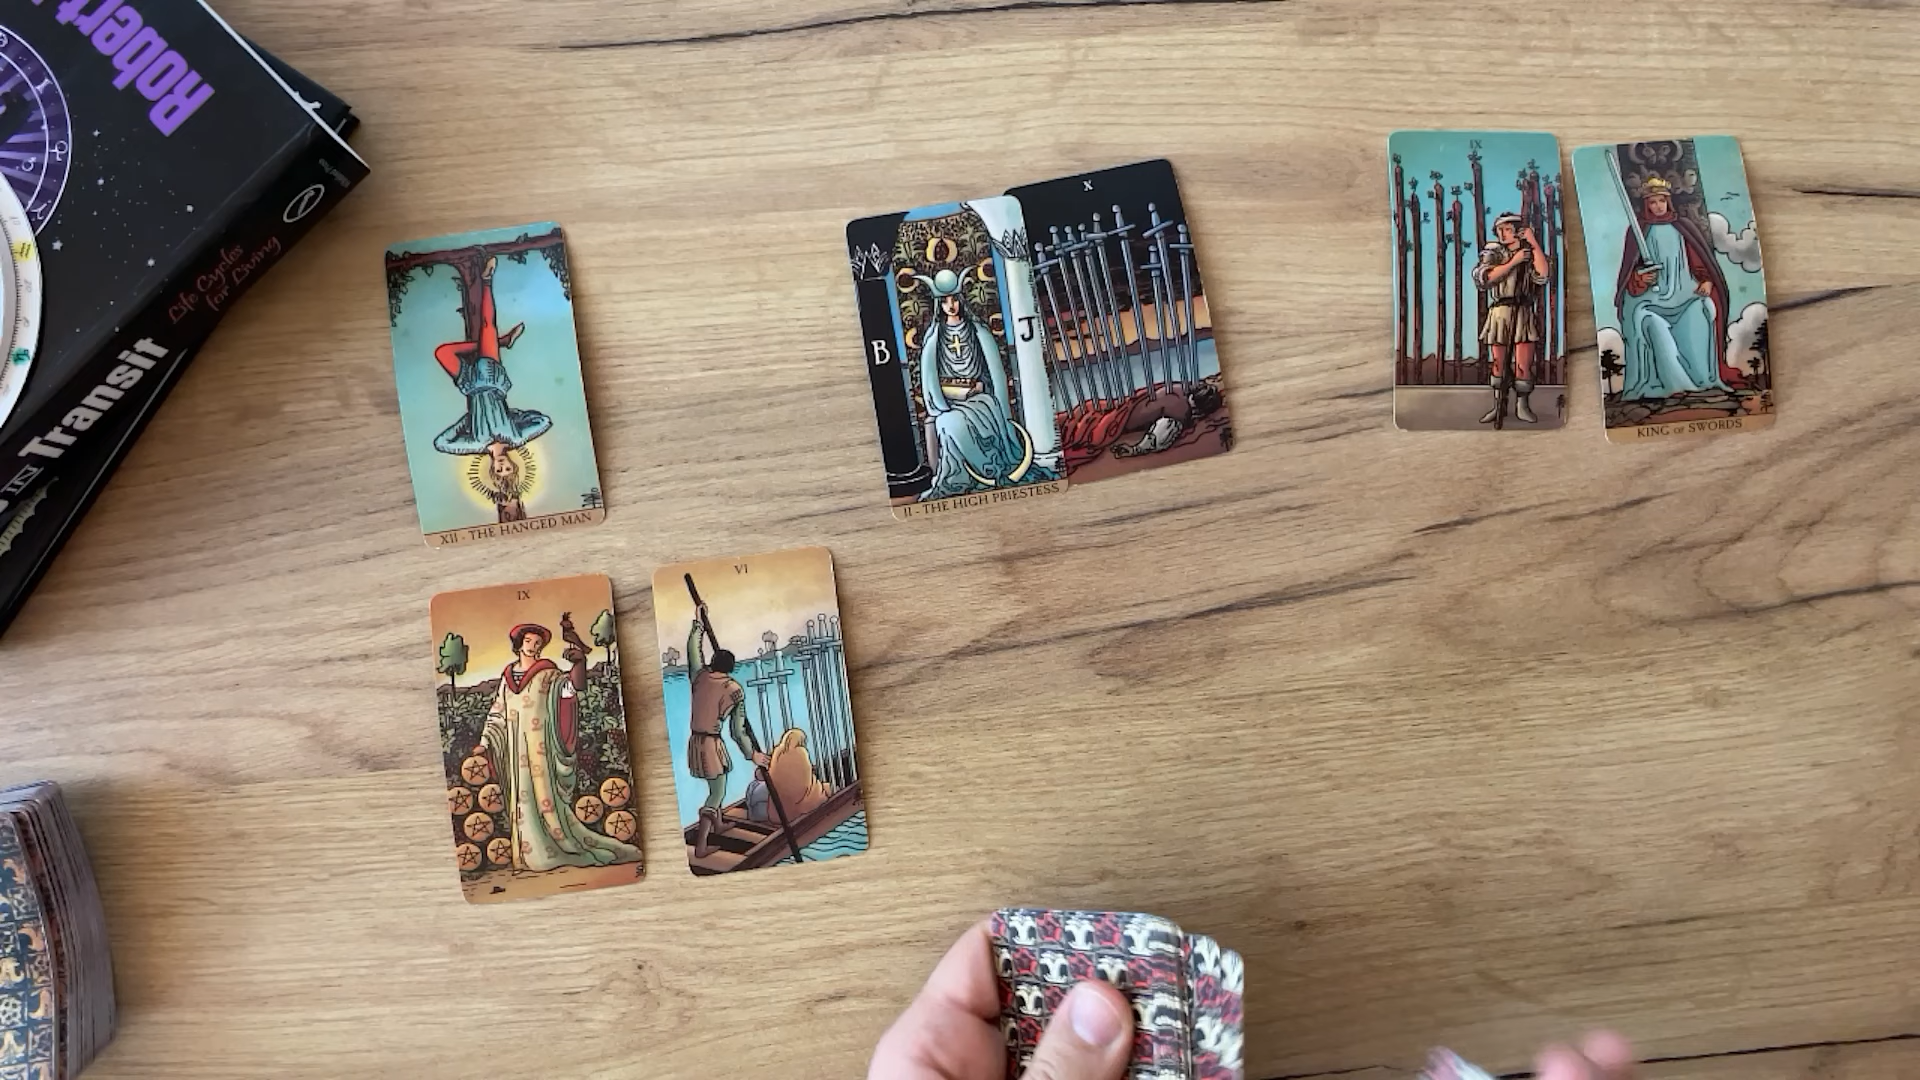 Robert
IN Transit
Life Cycles
for Living
X
IX
B
J
XII - THE HANGED MAN
II - THE HIGH PRIESTESS
KING OF SWORDS
IX
VI